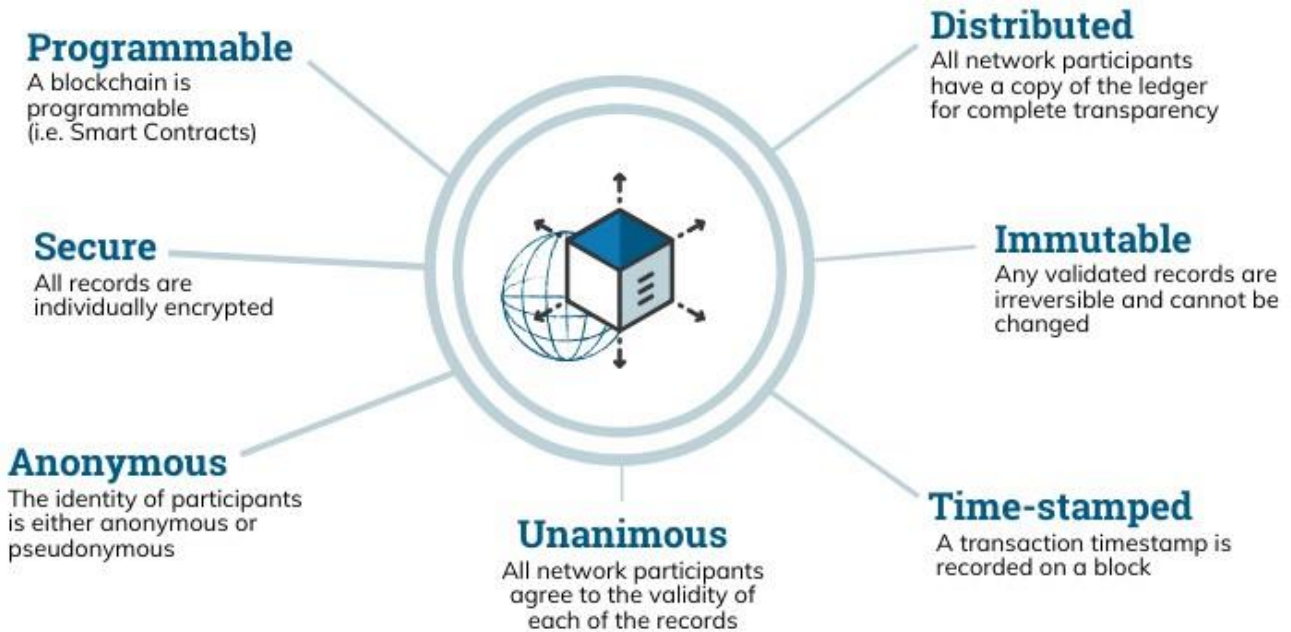 Programmable
A blockchain is
programmable
(i.e. Smart Contracts)
Distributed
All network participants
have a copy of the ledger
for complete transparency
Secure
All records are
individually encrypted
Immutable
Any validated records are
irreversible and cannot be
changed
Anonymous
The identity of participants
is either anonymous or
pseudonymous
Unanimous
All network participants
agree to the validity of
each of the records
Time-stamped
A transaction timestamp is
recorded on a block